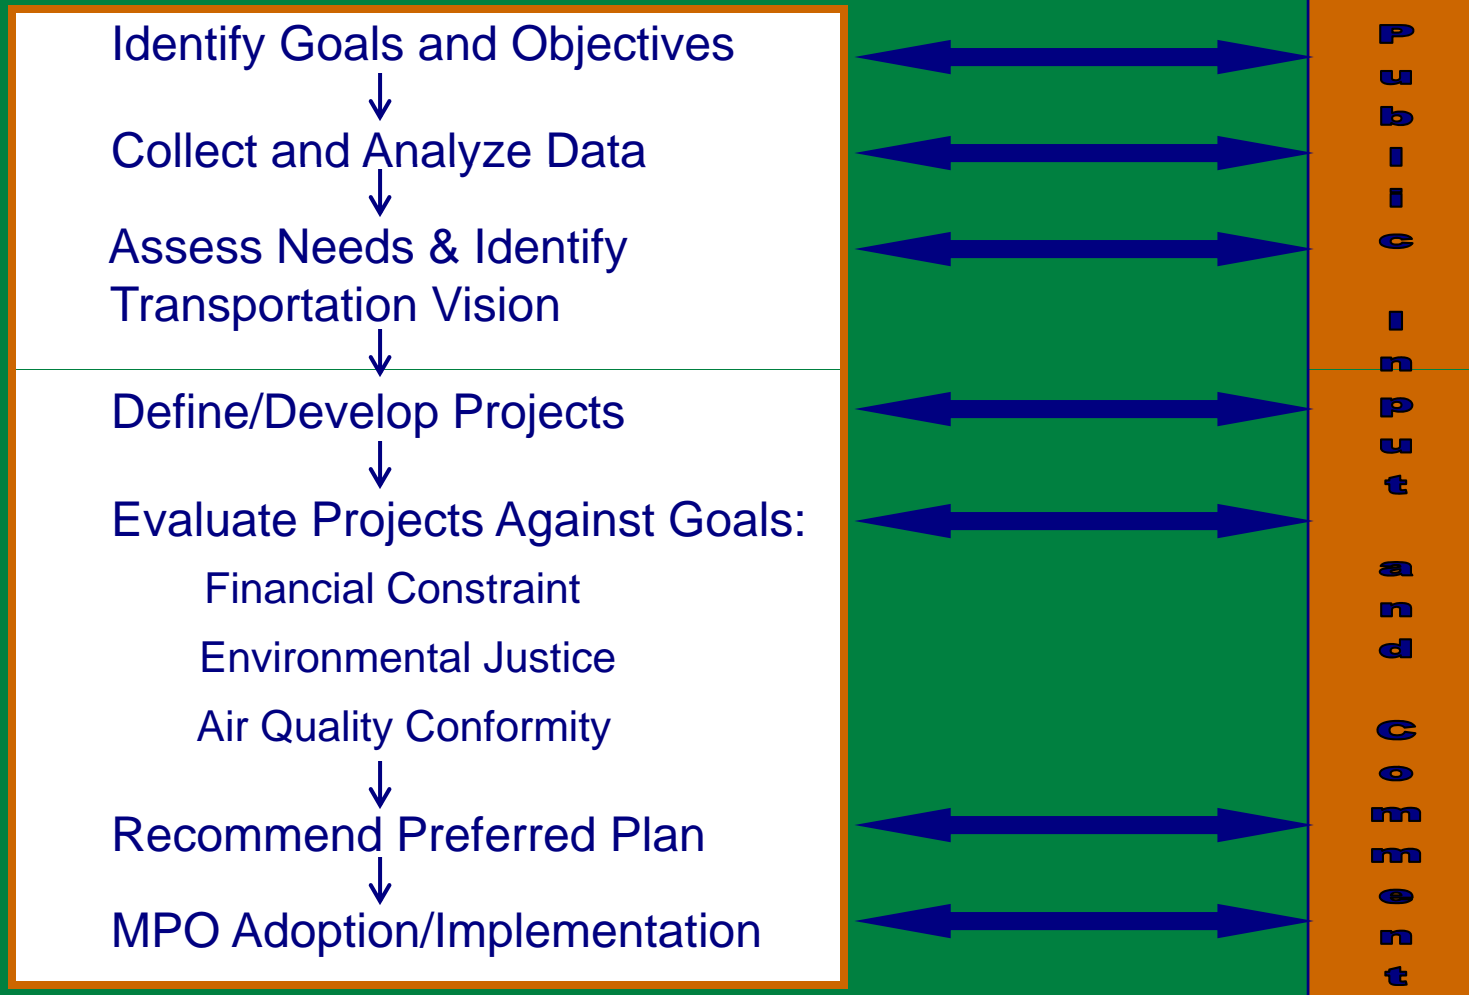 Identify Goals and Objectives
Collect and Analyze Data
Assess Needs & Identify
Transportation Vision
Define/Develop Projects
Evaluate Projects Against Goals:
Financial Constraint
Environmental Justice
Air Quality Conformity
Recommend Preferred Plan
MPO Adoption/Implementation
Public Input and Comment